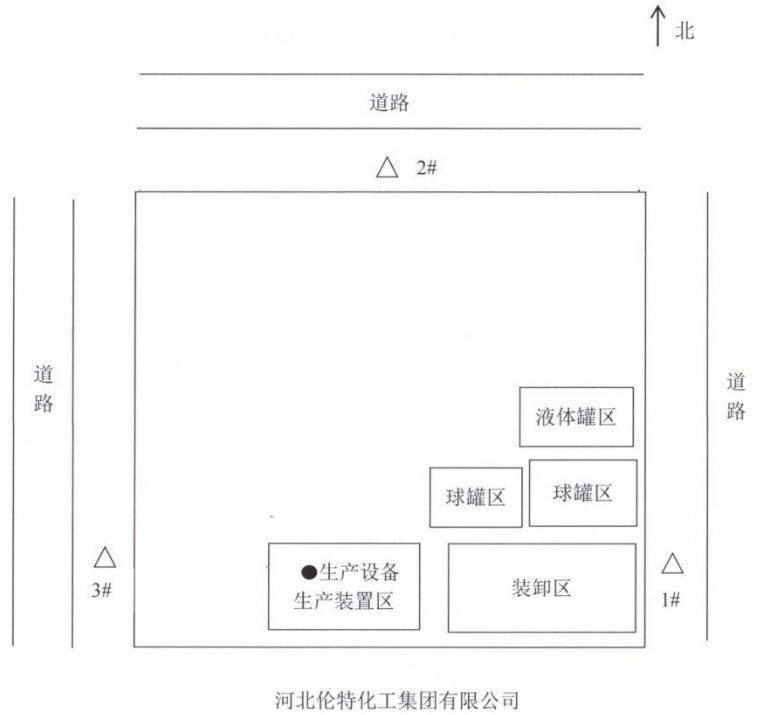 北
道路
△ 2#
道
路
道
路
液体罐区
球罐区
球罐区
△
3#
●生产设备
生产装置区
装卸区
△
1#
河北伦特化工集团有限公司